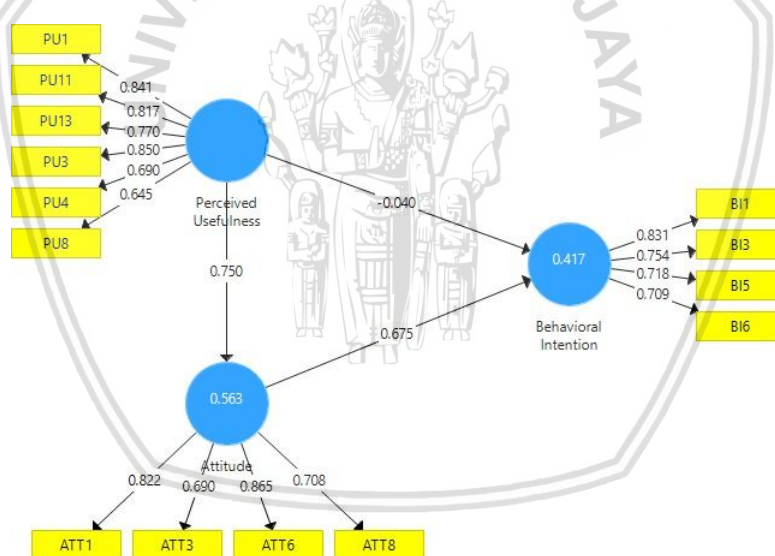 UNIV
JAYA
PU1
PU11
PU13
PU3
PU4
PU8
0.841
0.817
0.770
0.850
0.690
0.645
Perceived
Usefulness
-0.040
0.750
0.675
0.417
Behavioral
Intention
0.831
0.754
0.718
0.709
BI1
BI3
BI5
BI6
0.563
Attitude
0.822
0.690
0.865
0.708
ATT1
ATT3
ATT6
ATT8